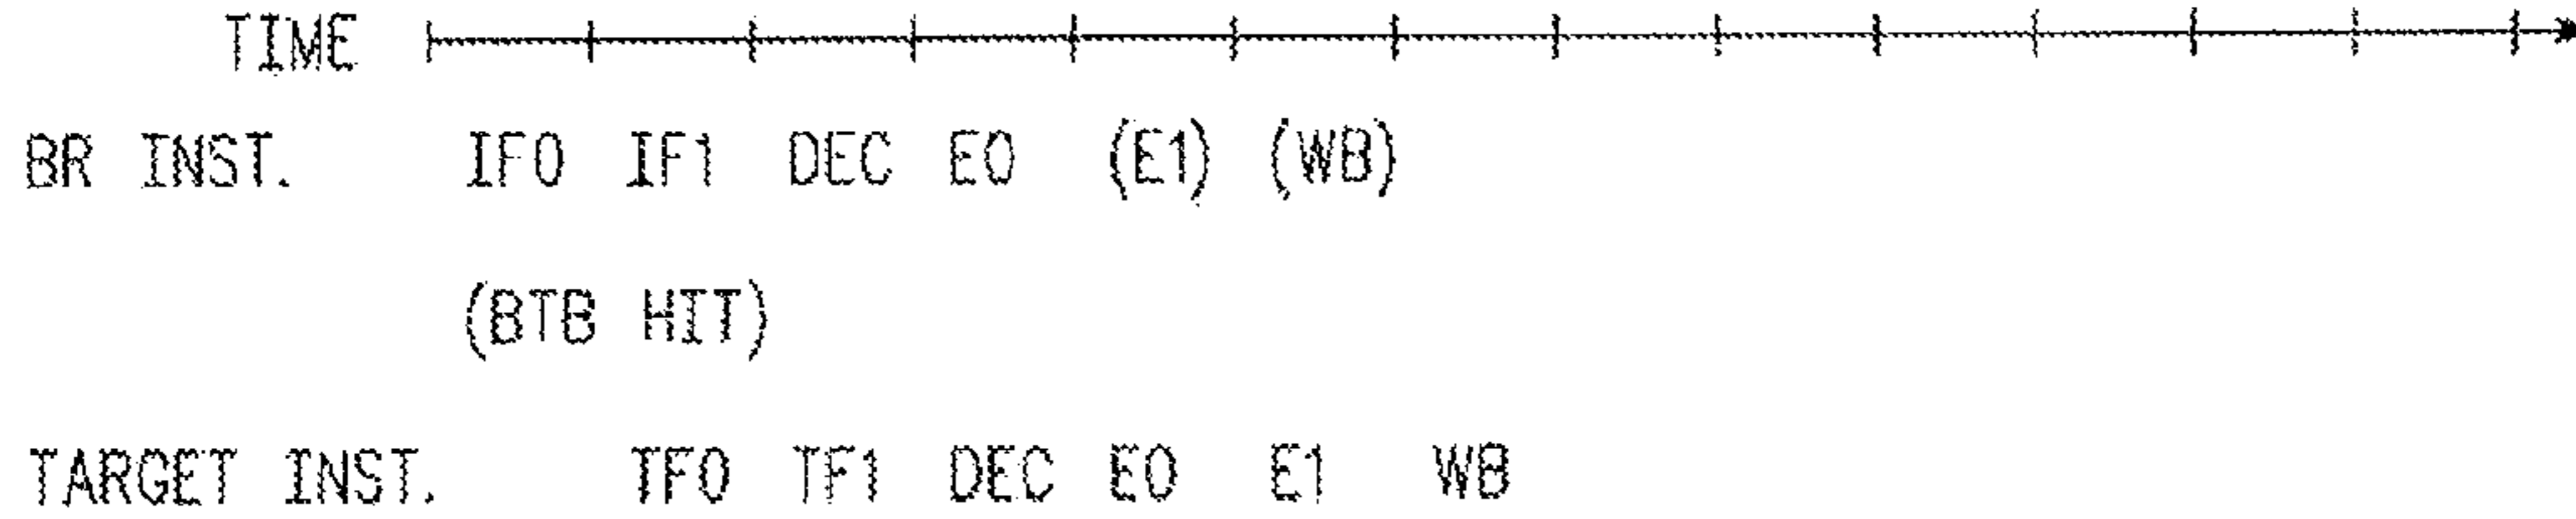 TIME
BR INST. IF0 IF1 DEC E0 (E1) (WB)
(BTB HIT)
TARGET INST. TF0 TF1 DEC E0 E1 WB